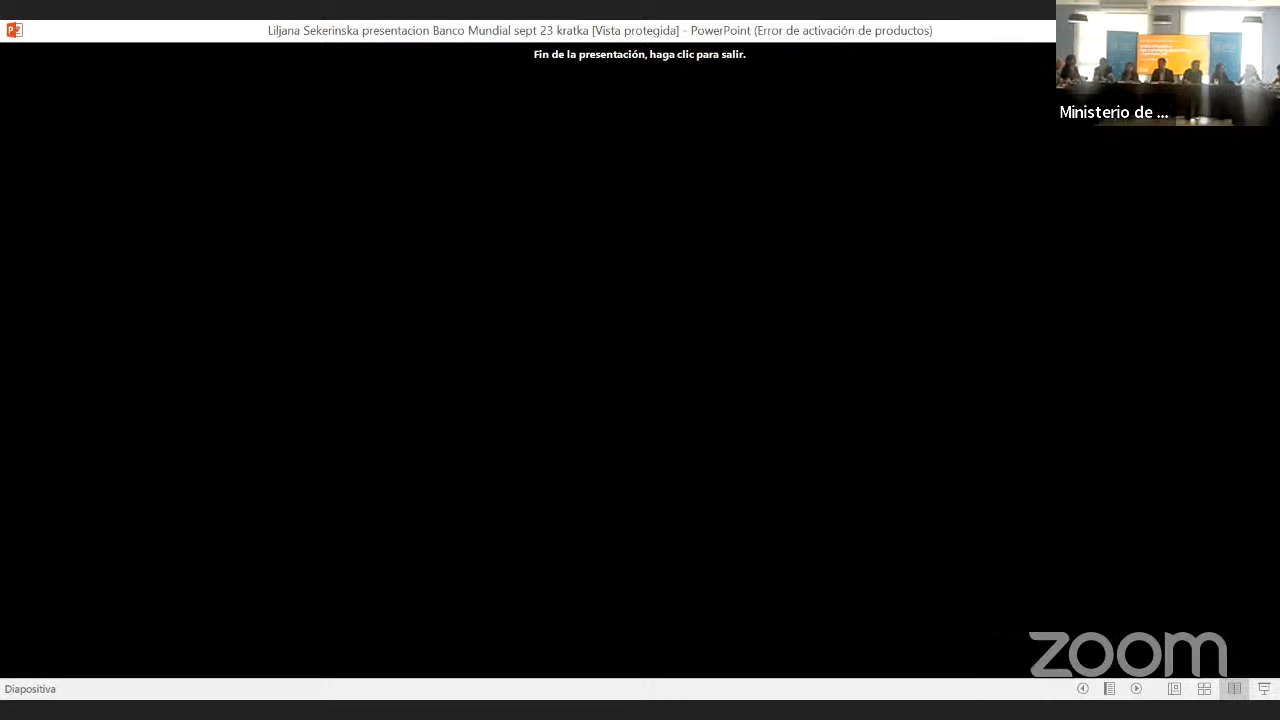 Liljana Sekerinska presentacion Banco Mundial sept 23 kratka [Vista protegida] - PowerPoint (Error de activación de productos)
Fin de la presentación, haga clic para salir.
Ministerio de ...
zoom
Diapositiva